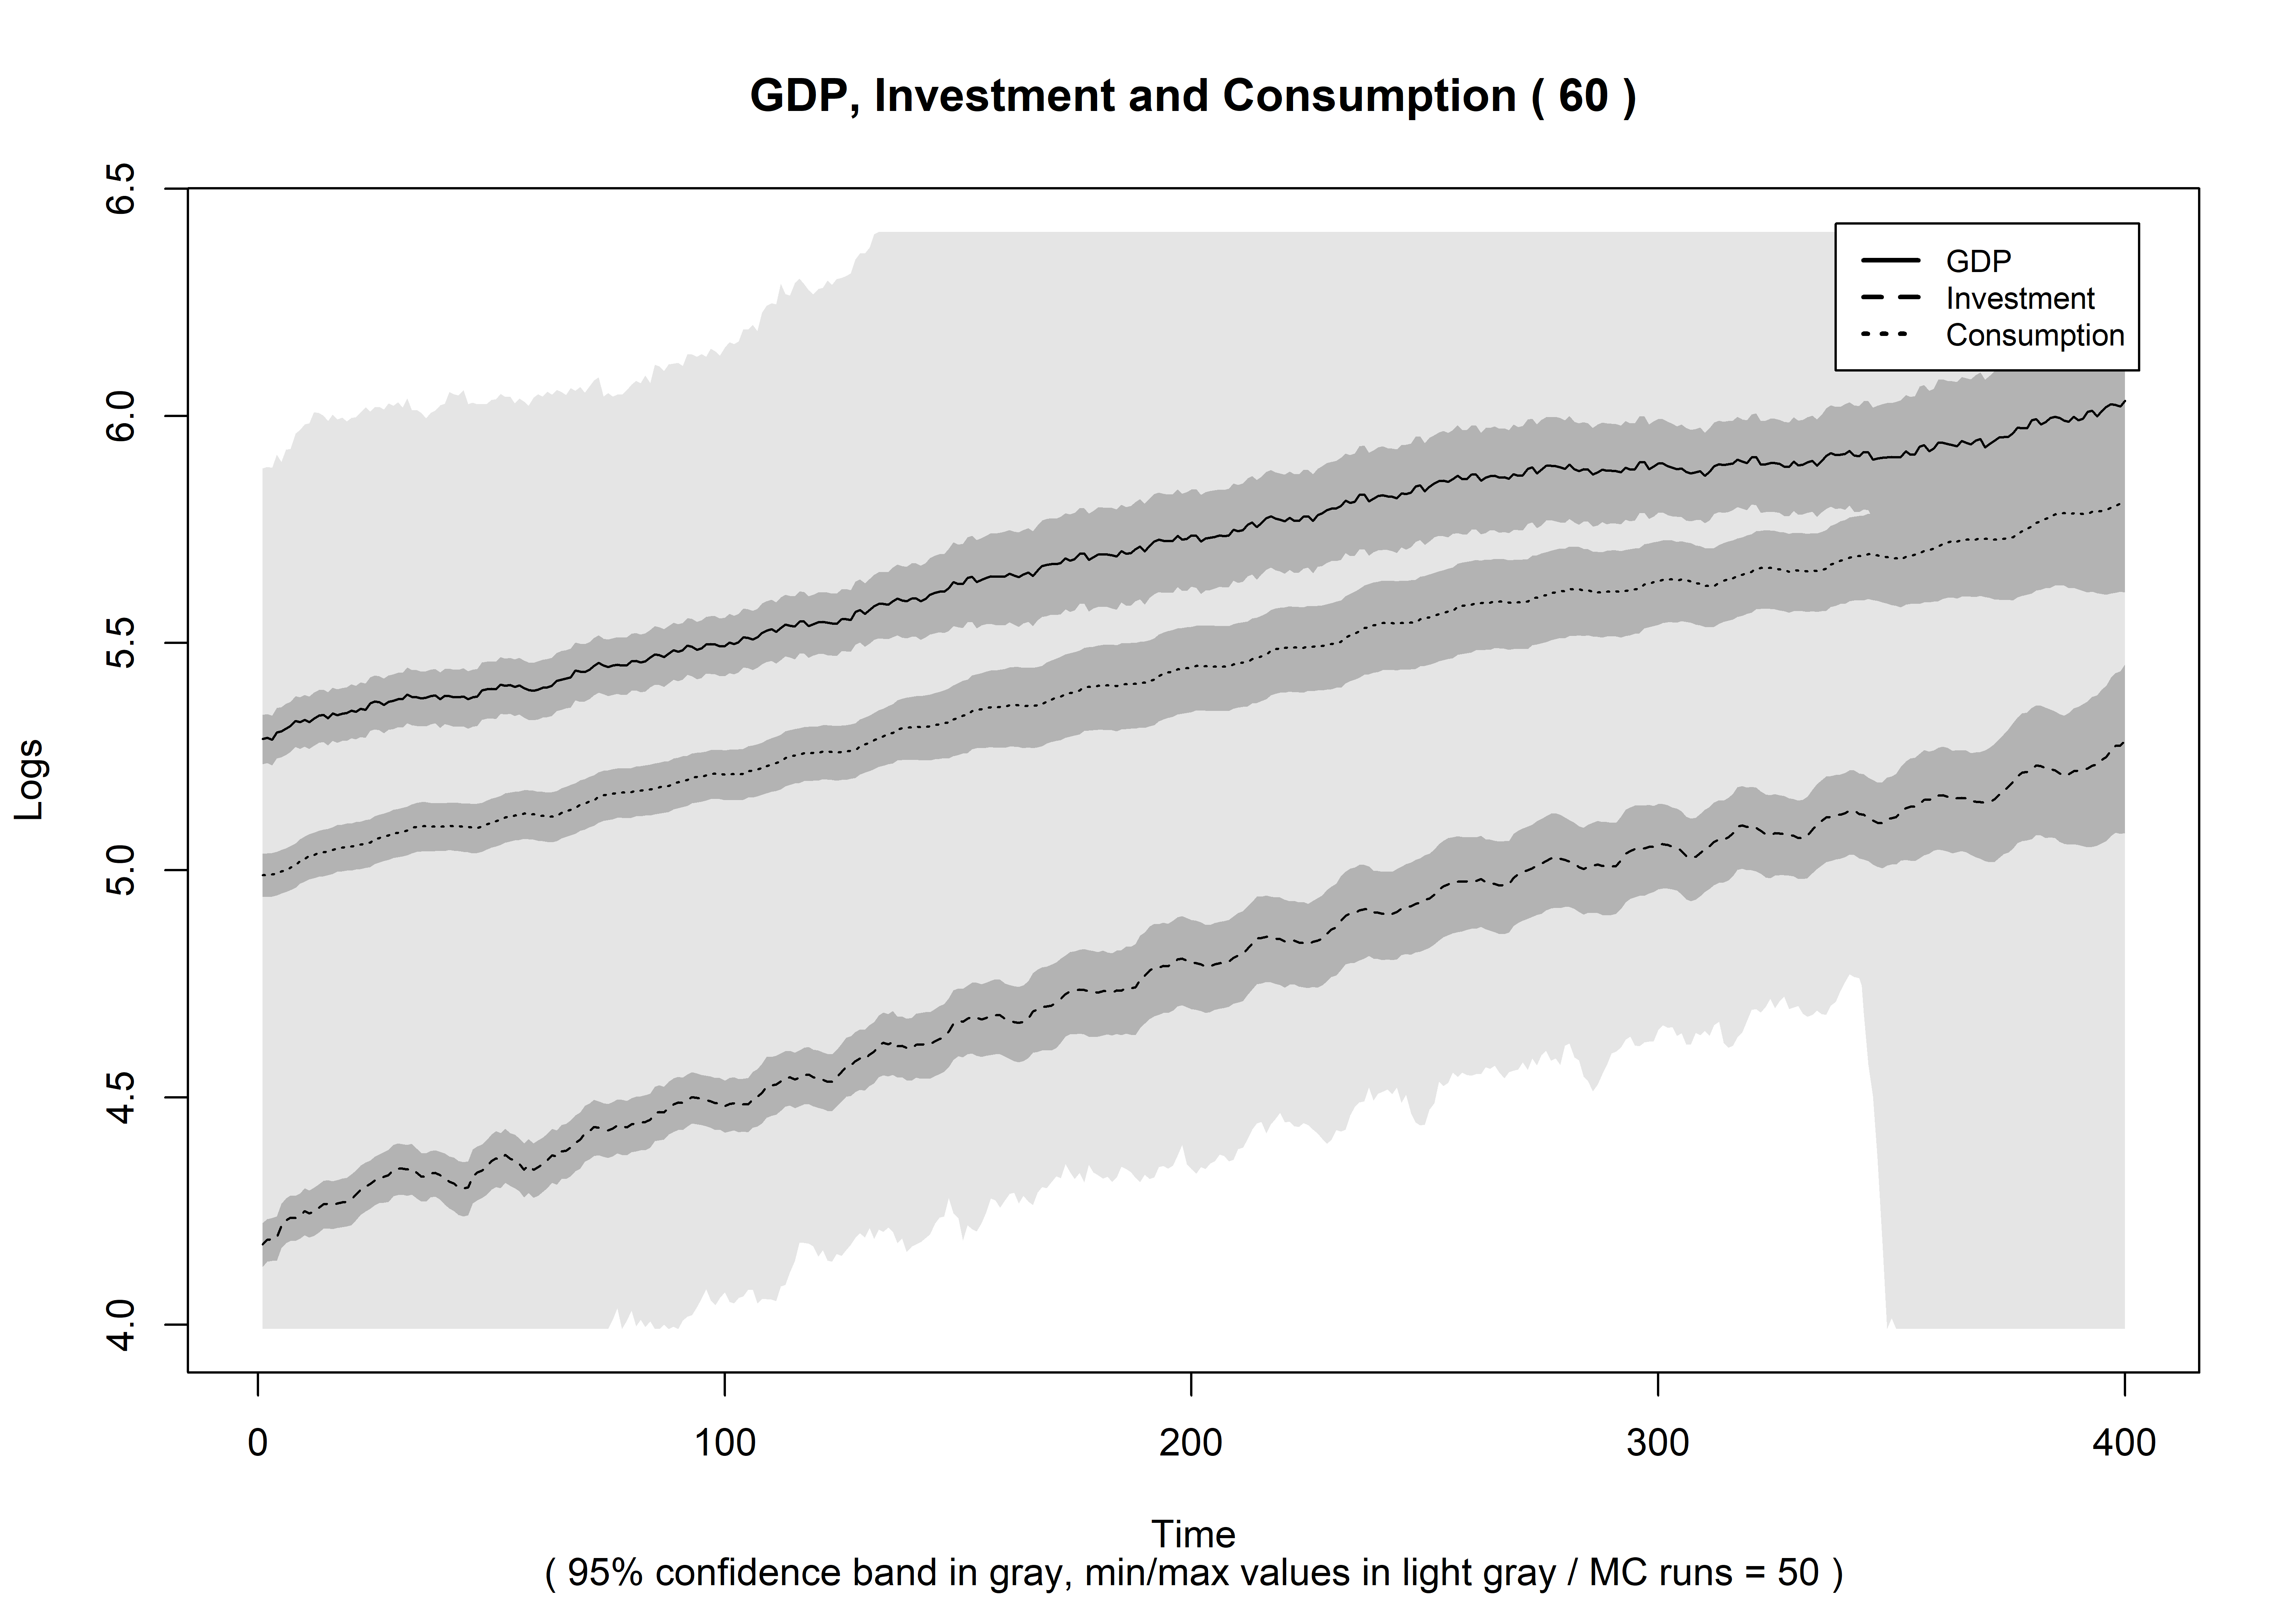 GDP, Investment and Consumption ( 60 )
6.5
6.0
5.5
5.0
4.5
4.0
Logs
GDP
Investment
Consumption
0 100 200 300 400
Time
( 95% confidence band in gray, min/max values in light gray / MC runs = 50 )